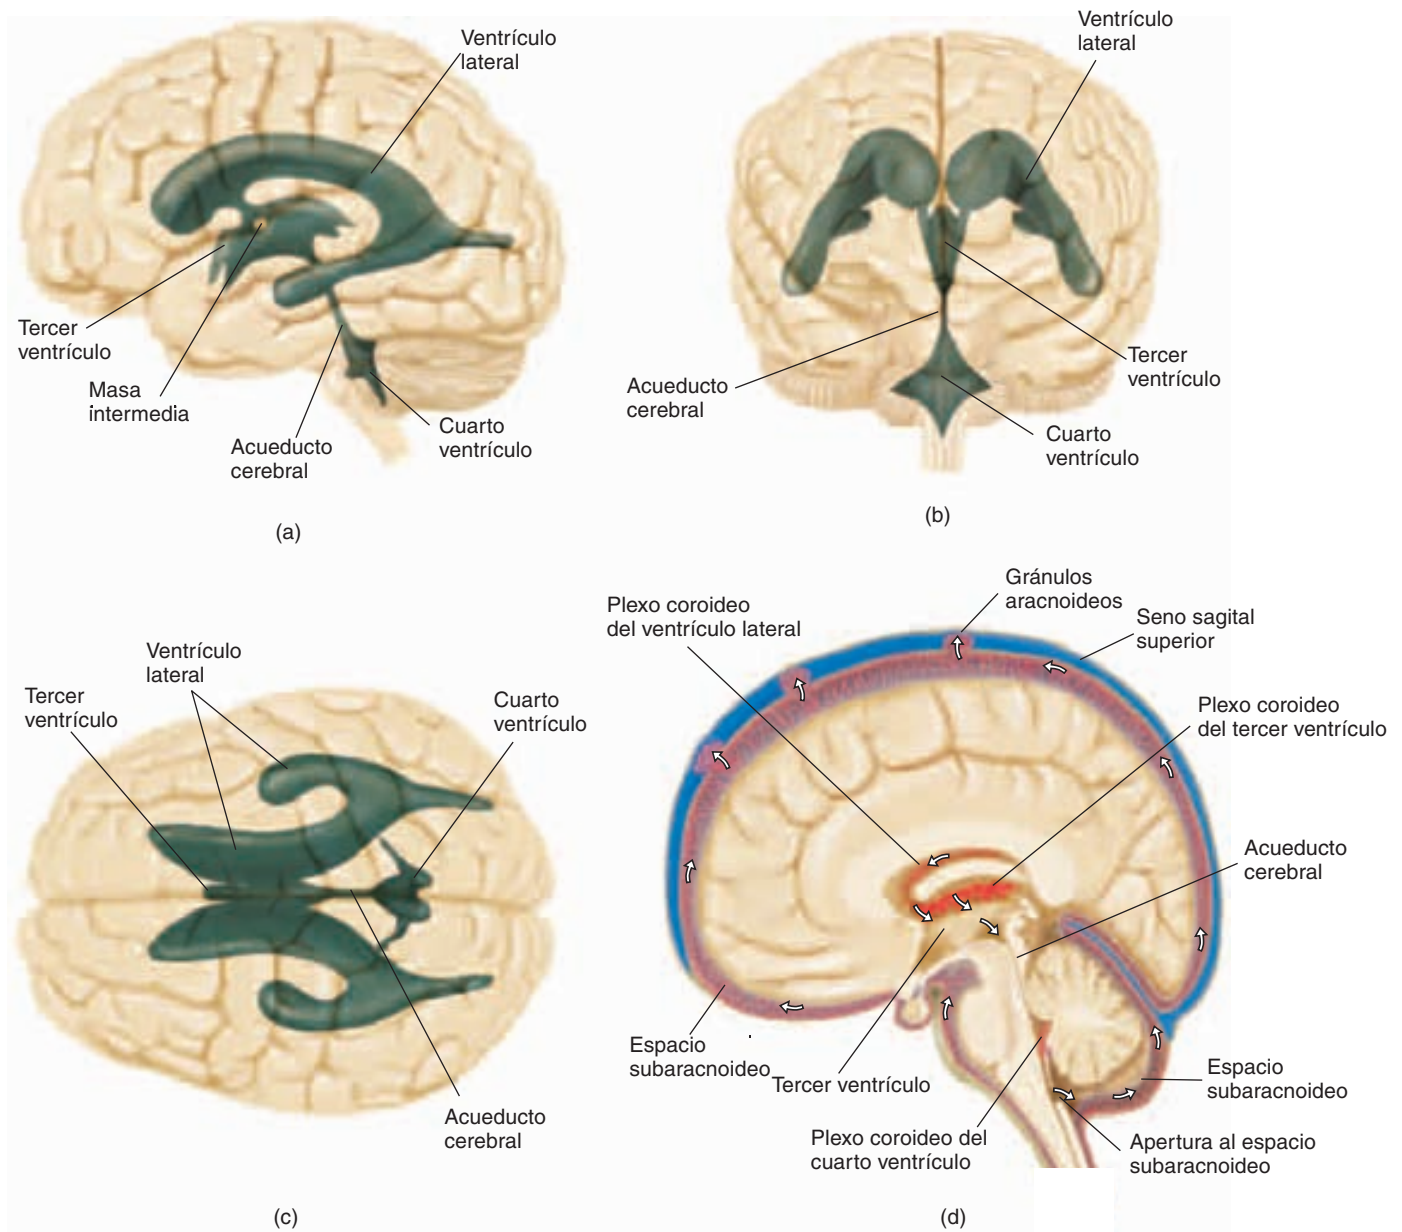 Ventrículo
lateral
Tercer
ventrículo
Masa
intermedia
Acueducto
cerebral
Cuarto
ventrículo
(a)
Ventrículo
lateral
Acueducto
cerebral
Tercer
ventrículo
Cuarto
ventrículo
(b)
Ventrículo
lateral
Tercer
ventrículo
Cuarto
ventrículo
Acueducto
cerebral
(c)
Gránulos
aracnoideos
Plexo coroideo
del ventrículo lateral
Seno sagital
superior
Plexo coroideo
del tercer ventrículo
Acueducto
cerebral
Espacio
subaracnoideo
Tercer ventrículo
Espacio
subaracnoideo
Plexo coroideo del
cuarto ventrículo
Apertura al espacio
subaracnoideo
(d)